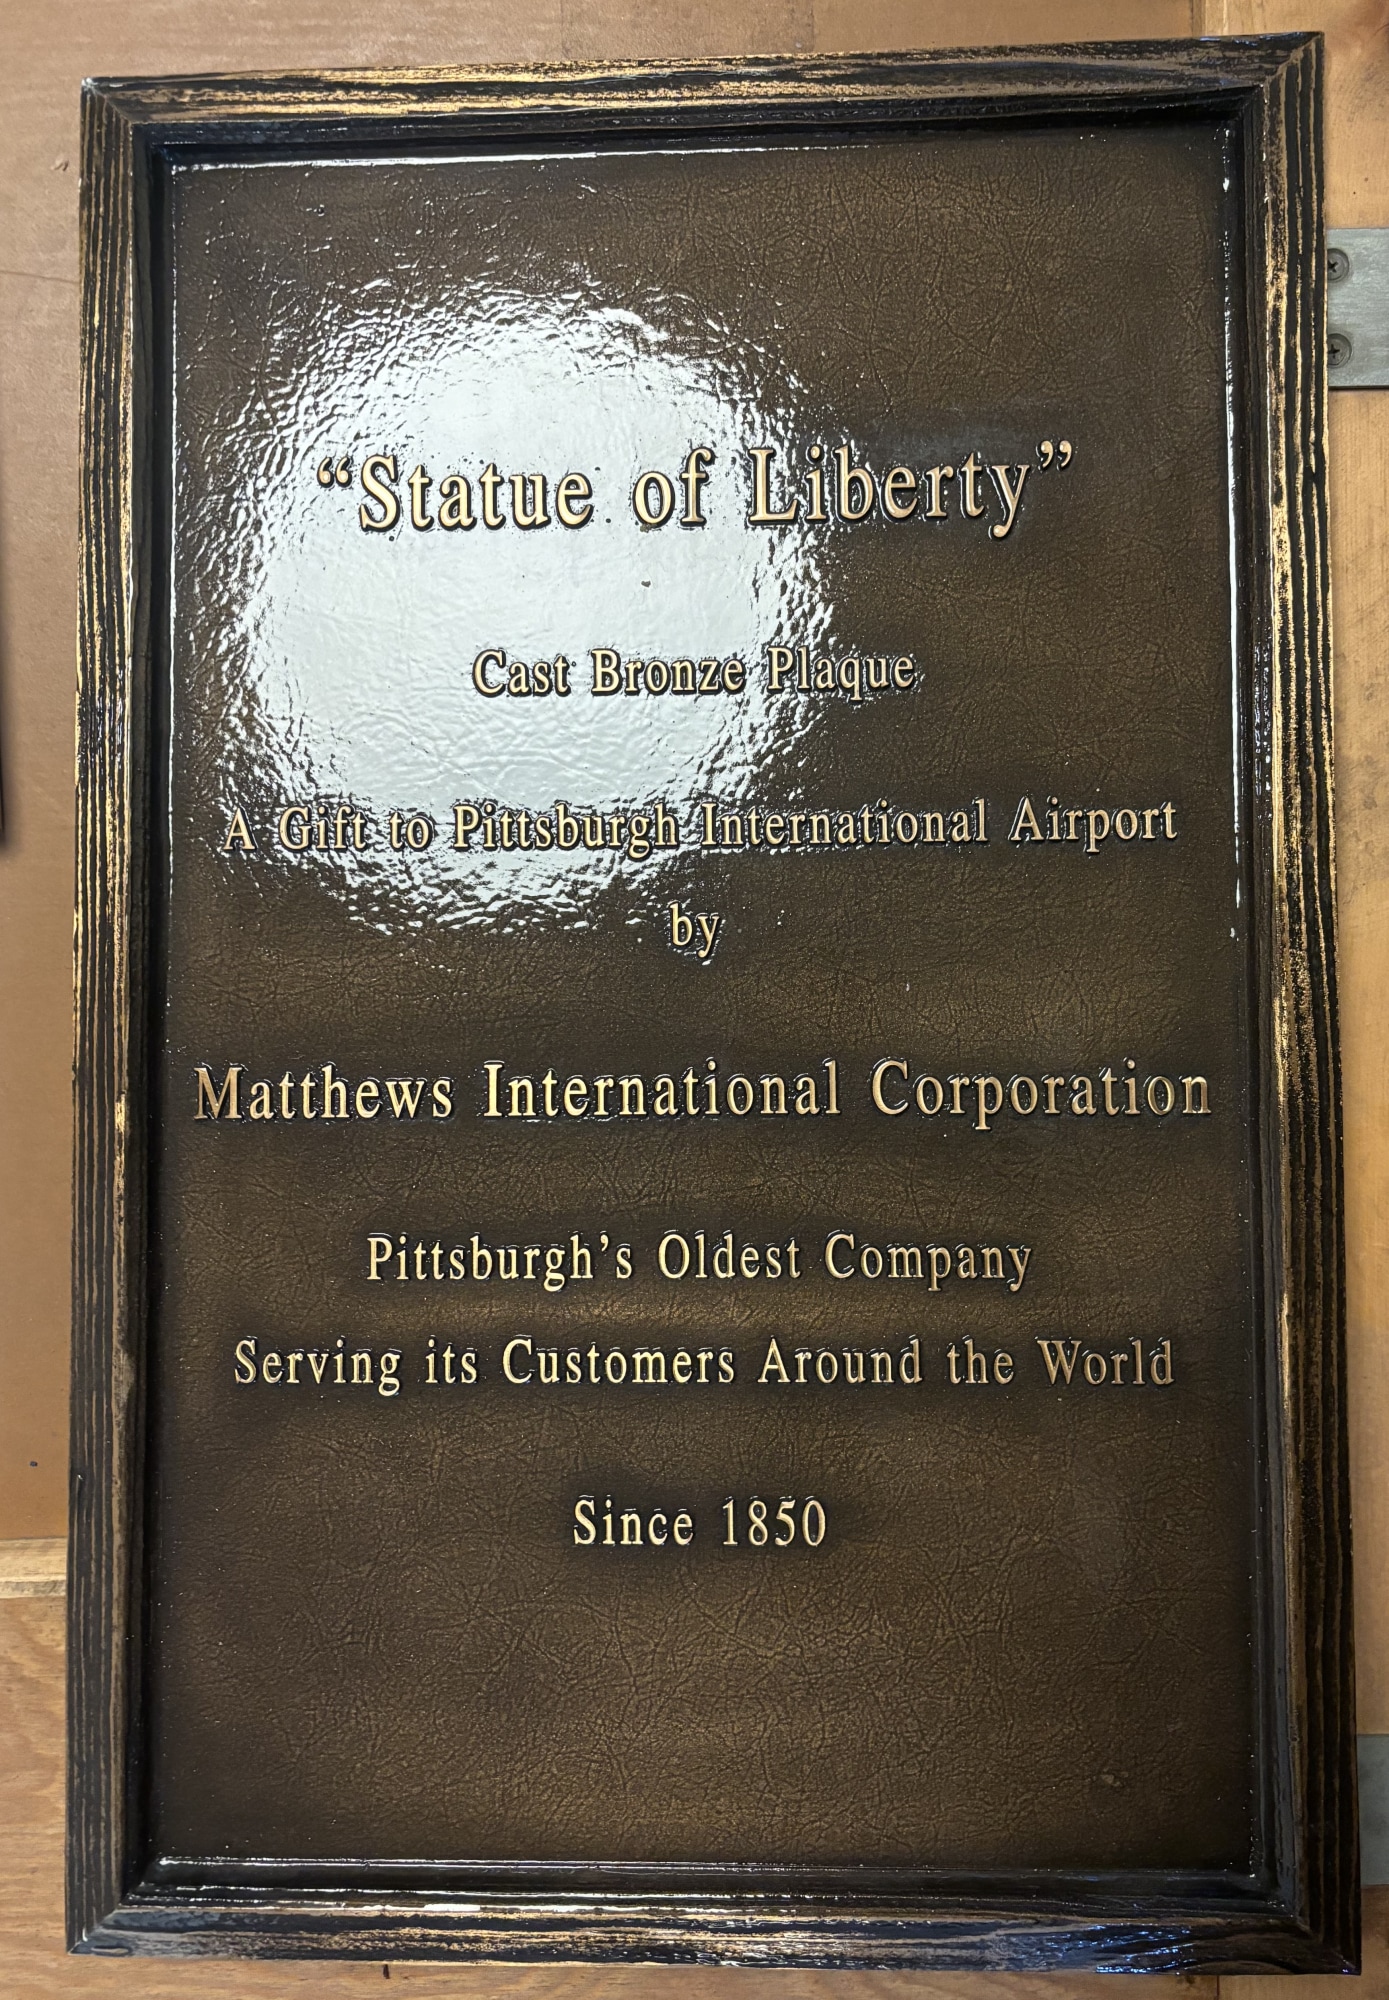 “Statue of Liberty”
Cast Bronze Plaque
A Gift to Pittsburgh International Airport
by
Matthews International Corporation
Pittsburgh’s Oldest Company
Serving its Customers Around the World
Since 1850